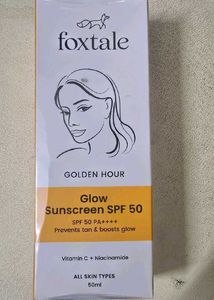 foxtale
GOLDEN HOUR
Glow
Sunscreen SPF 50
SPF 50 PA++++
Prevents tan & boosts glow
Vitamin C + Niacinamide
ALL SKIN TYPES
50ml